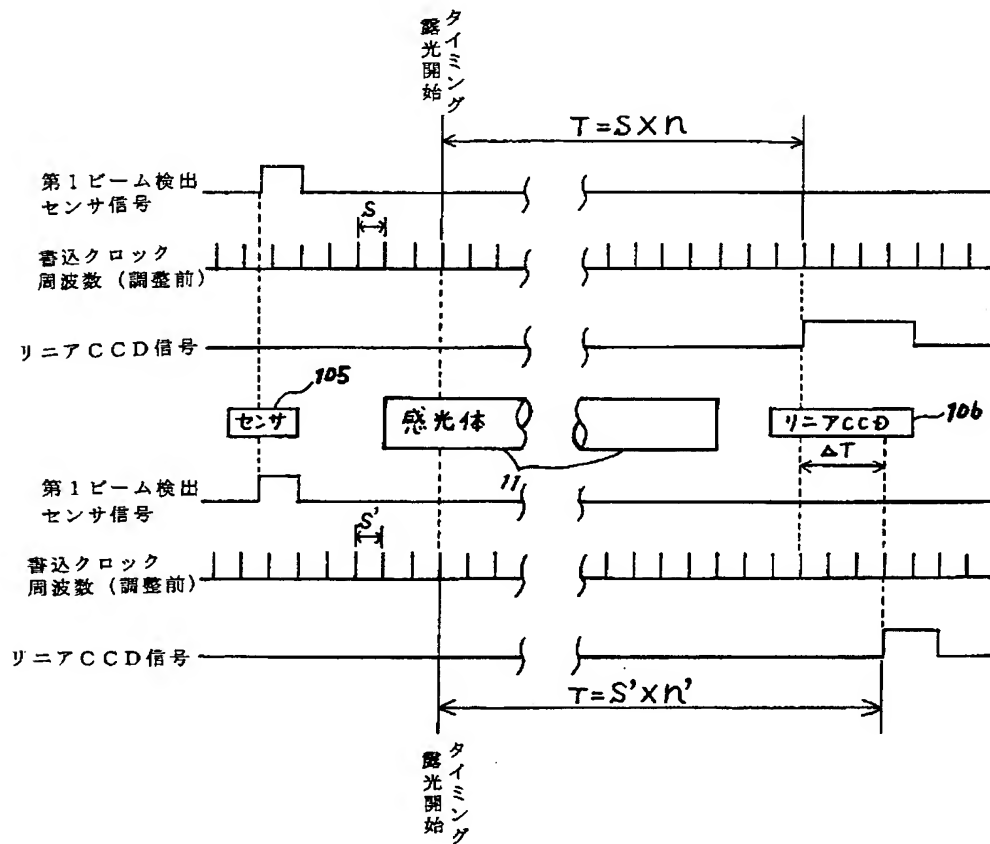 露光開始
タイミング
T=S×n
第1ビーム検出
センサ信号
S
書込クロック
周波数(調整前)
リニアCCD信号
105
センサ
感光体
リニアCCD
106
11
ΔT
第1ビーム検出
センサ信号
S'
書込クロック
周波数(調整前)
リニアCCD信号
T=S'×n'
露光開始
タイミング